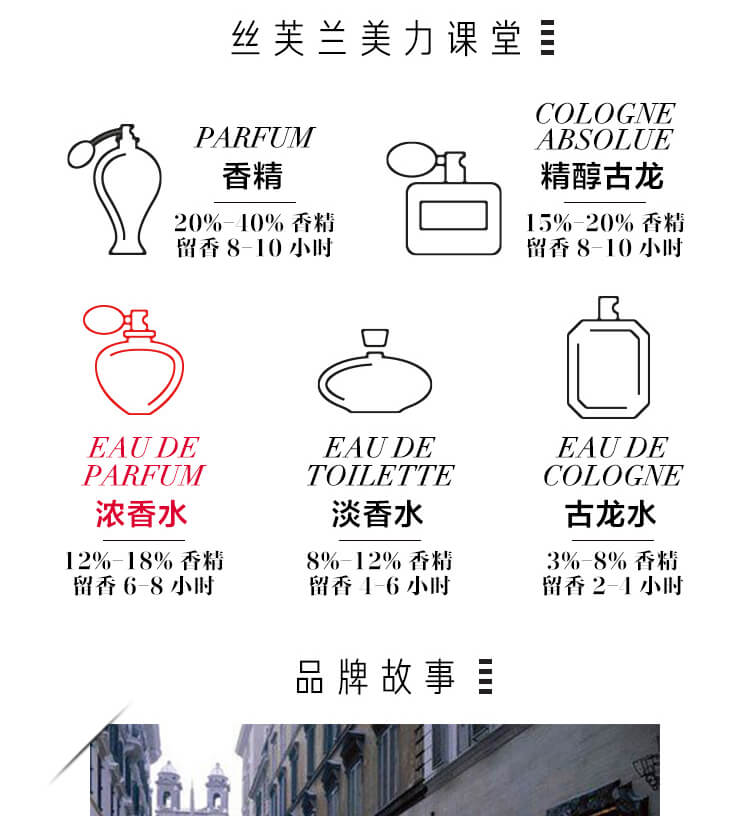 丝芙兰美力课堂
PARFUM
香精
20%-40% 香精
留香 8-10 小时
COLOGNE
ABSOLUE
精醇古龙
15%-20% 香精
留香 8-10 小时
EAU DE
PARFUM
浓香水
12%-18% 香精
留香 6-8 小时
EAU DE
TOILETTE
淡香水
8%-12% 香精
留香 4-6 小时
EAU DE
COLOGNE
古龙水
3%-8% 香精
留香 2-4 小时
品牌故事